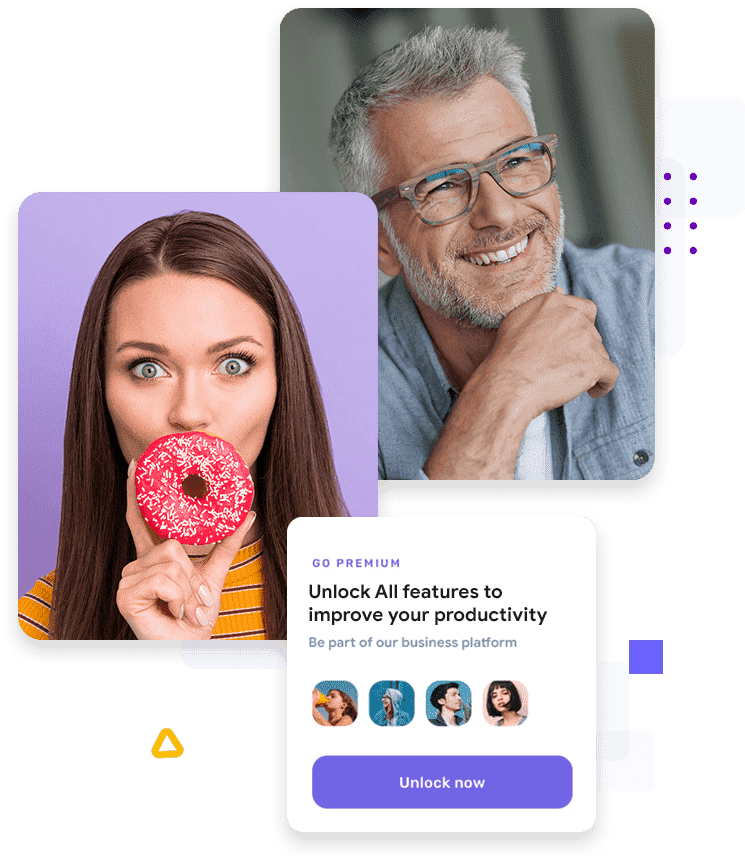 GO PREMIUM
Unlock All features to
improve your productivity
Be part of our business platform
Unlock now